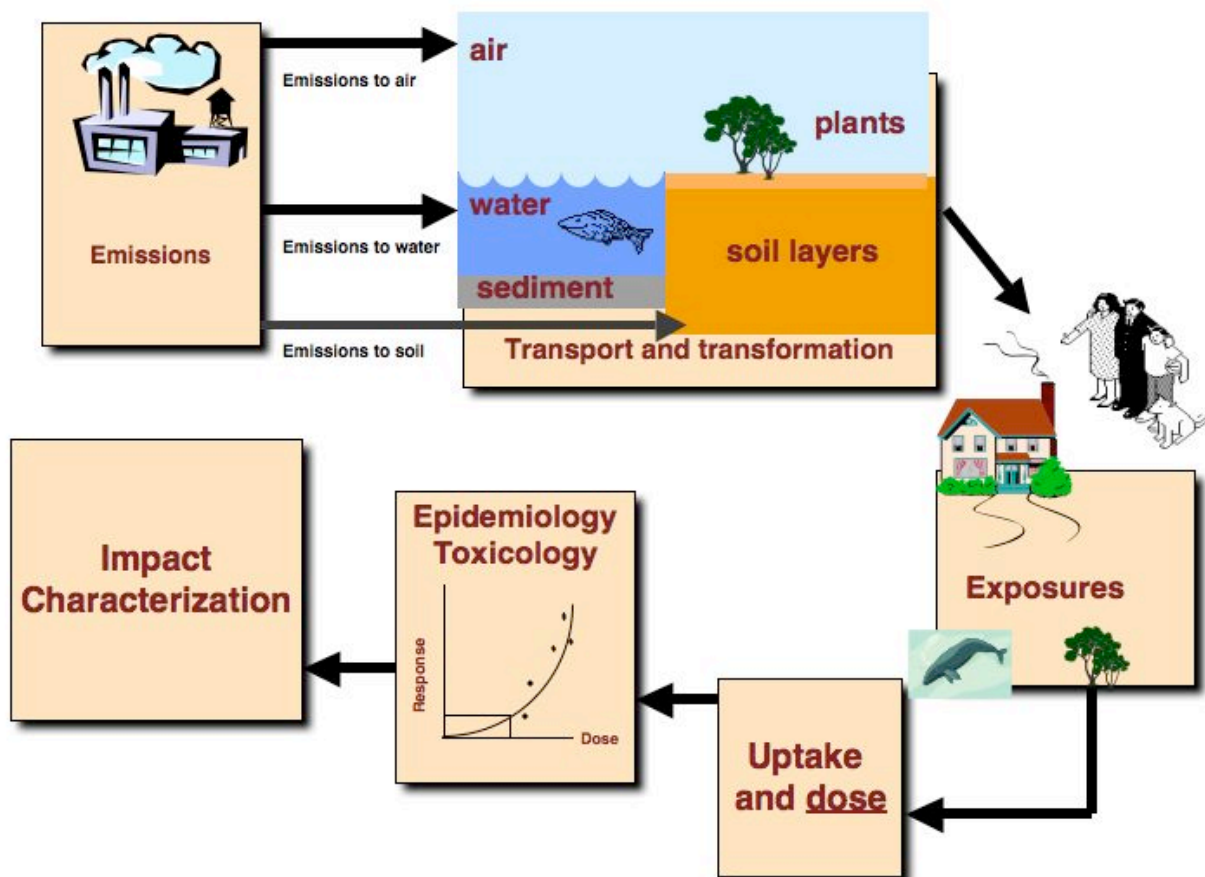 Emissions
Emissions to air
Emissions to water
Emissions to soil
air
plants
water
soil layers
sediment
Transport and transformation
Exposures
Uptake
and dose
Epidemiology
Toxicology
Response
Dose
Impact
Characterization